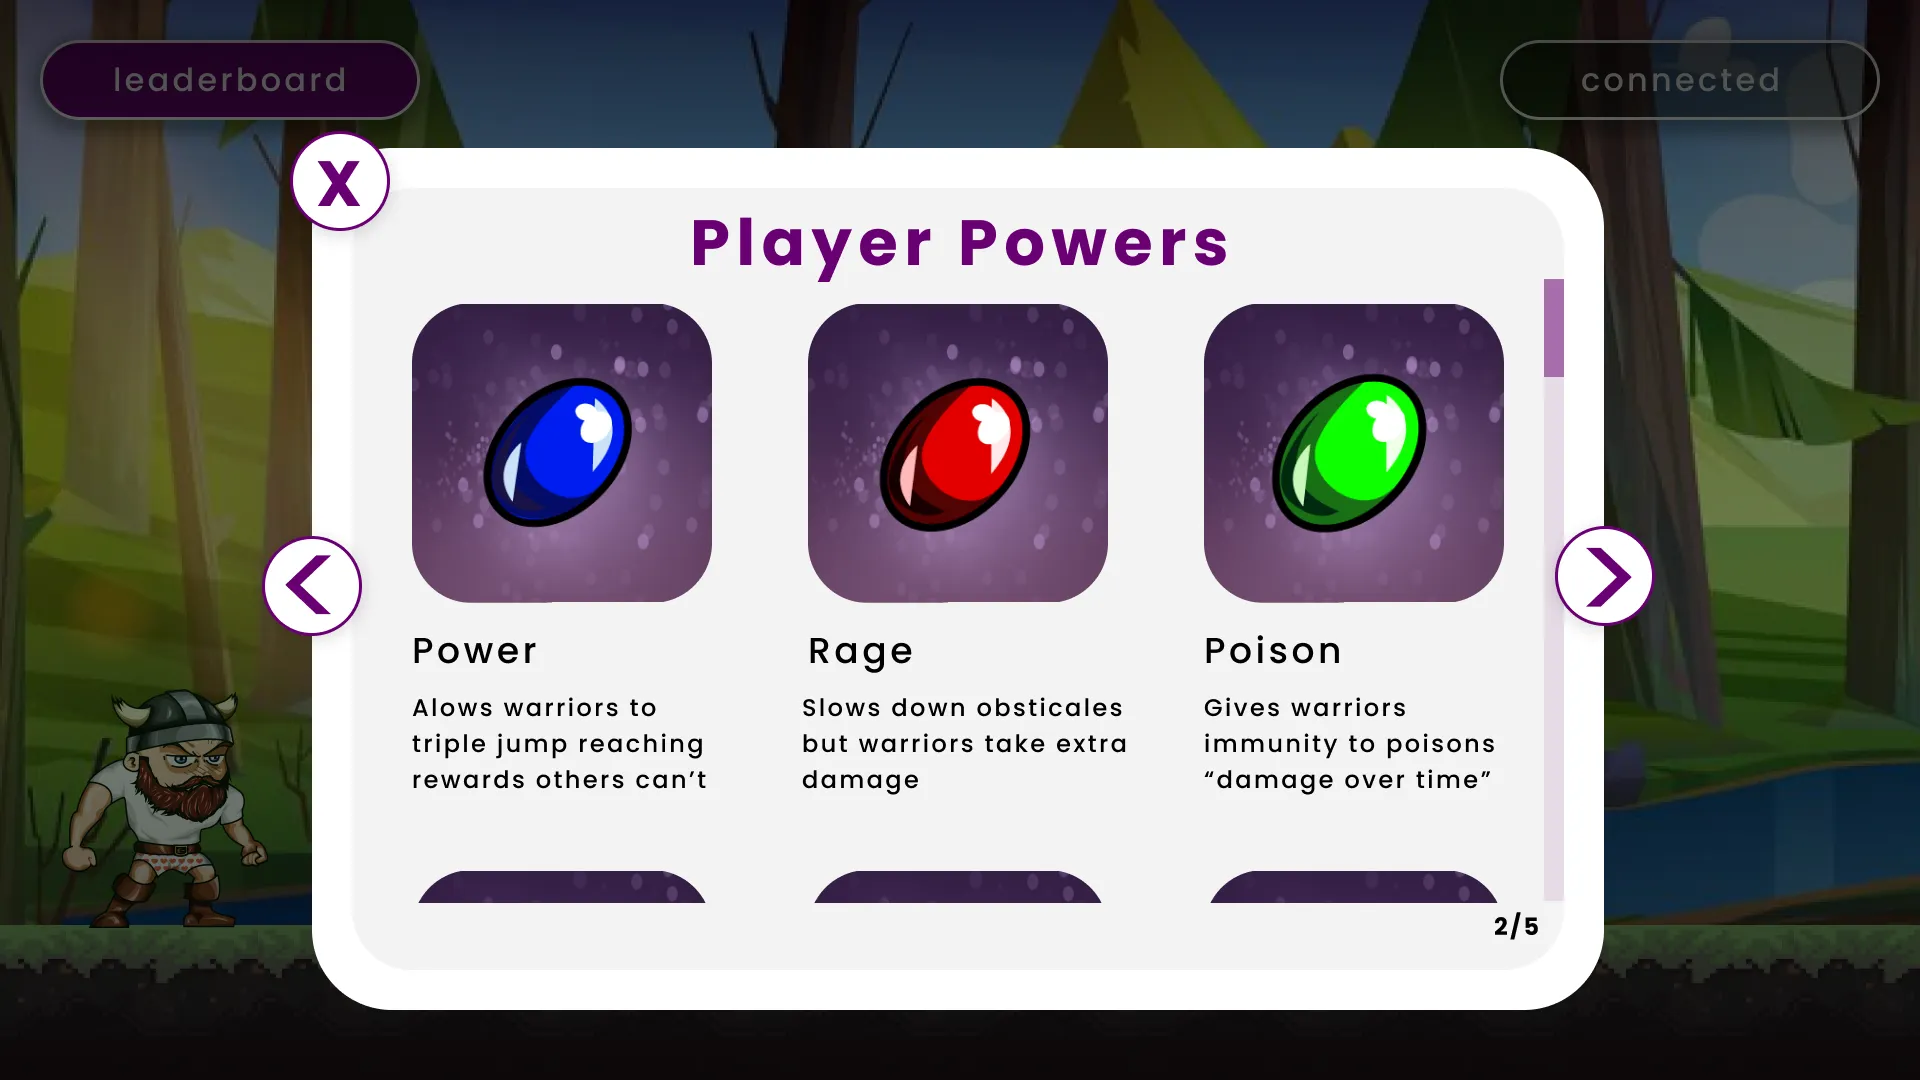 leaderboard
connected
X
Player Powers
Power
Rage
Poison
Alows warriors to
triple jump reaching
rewards others can’t
Slows down obsticales
but warriors take extra
damage
Gives warriors
immunity to poisons
“damage over time”
2/5